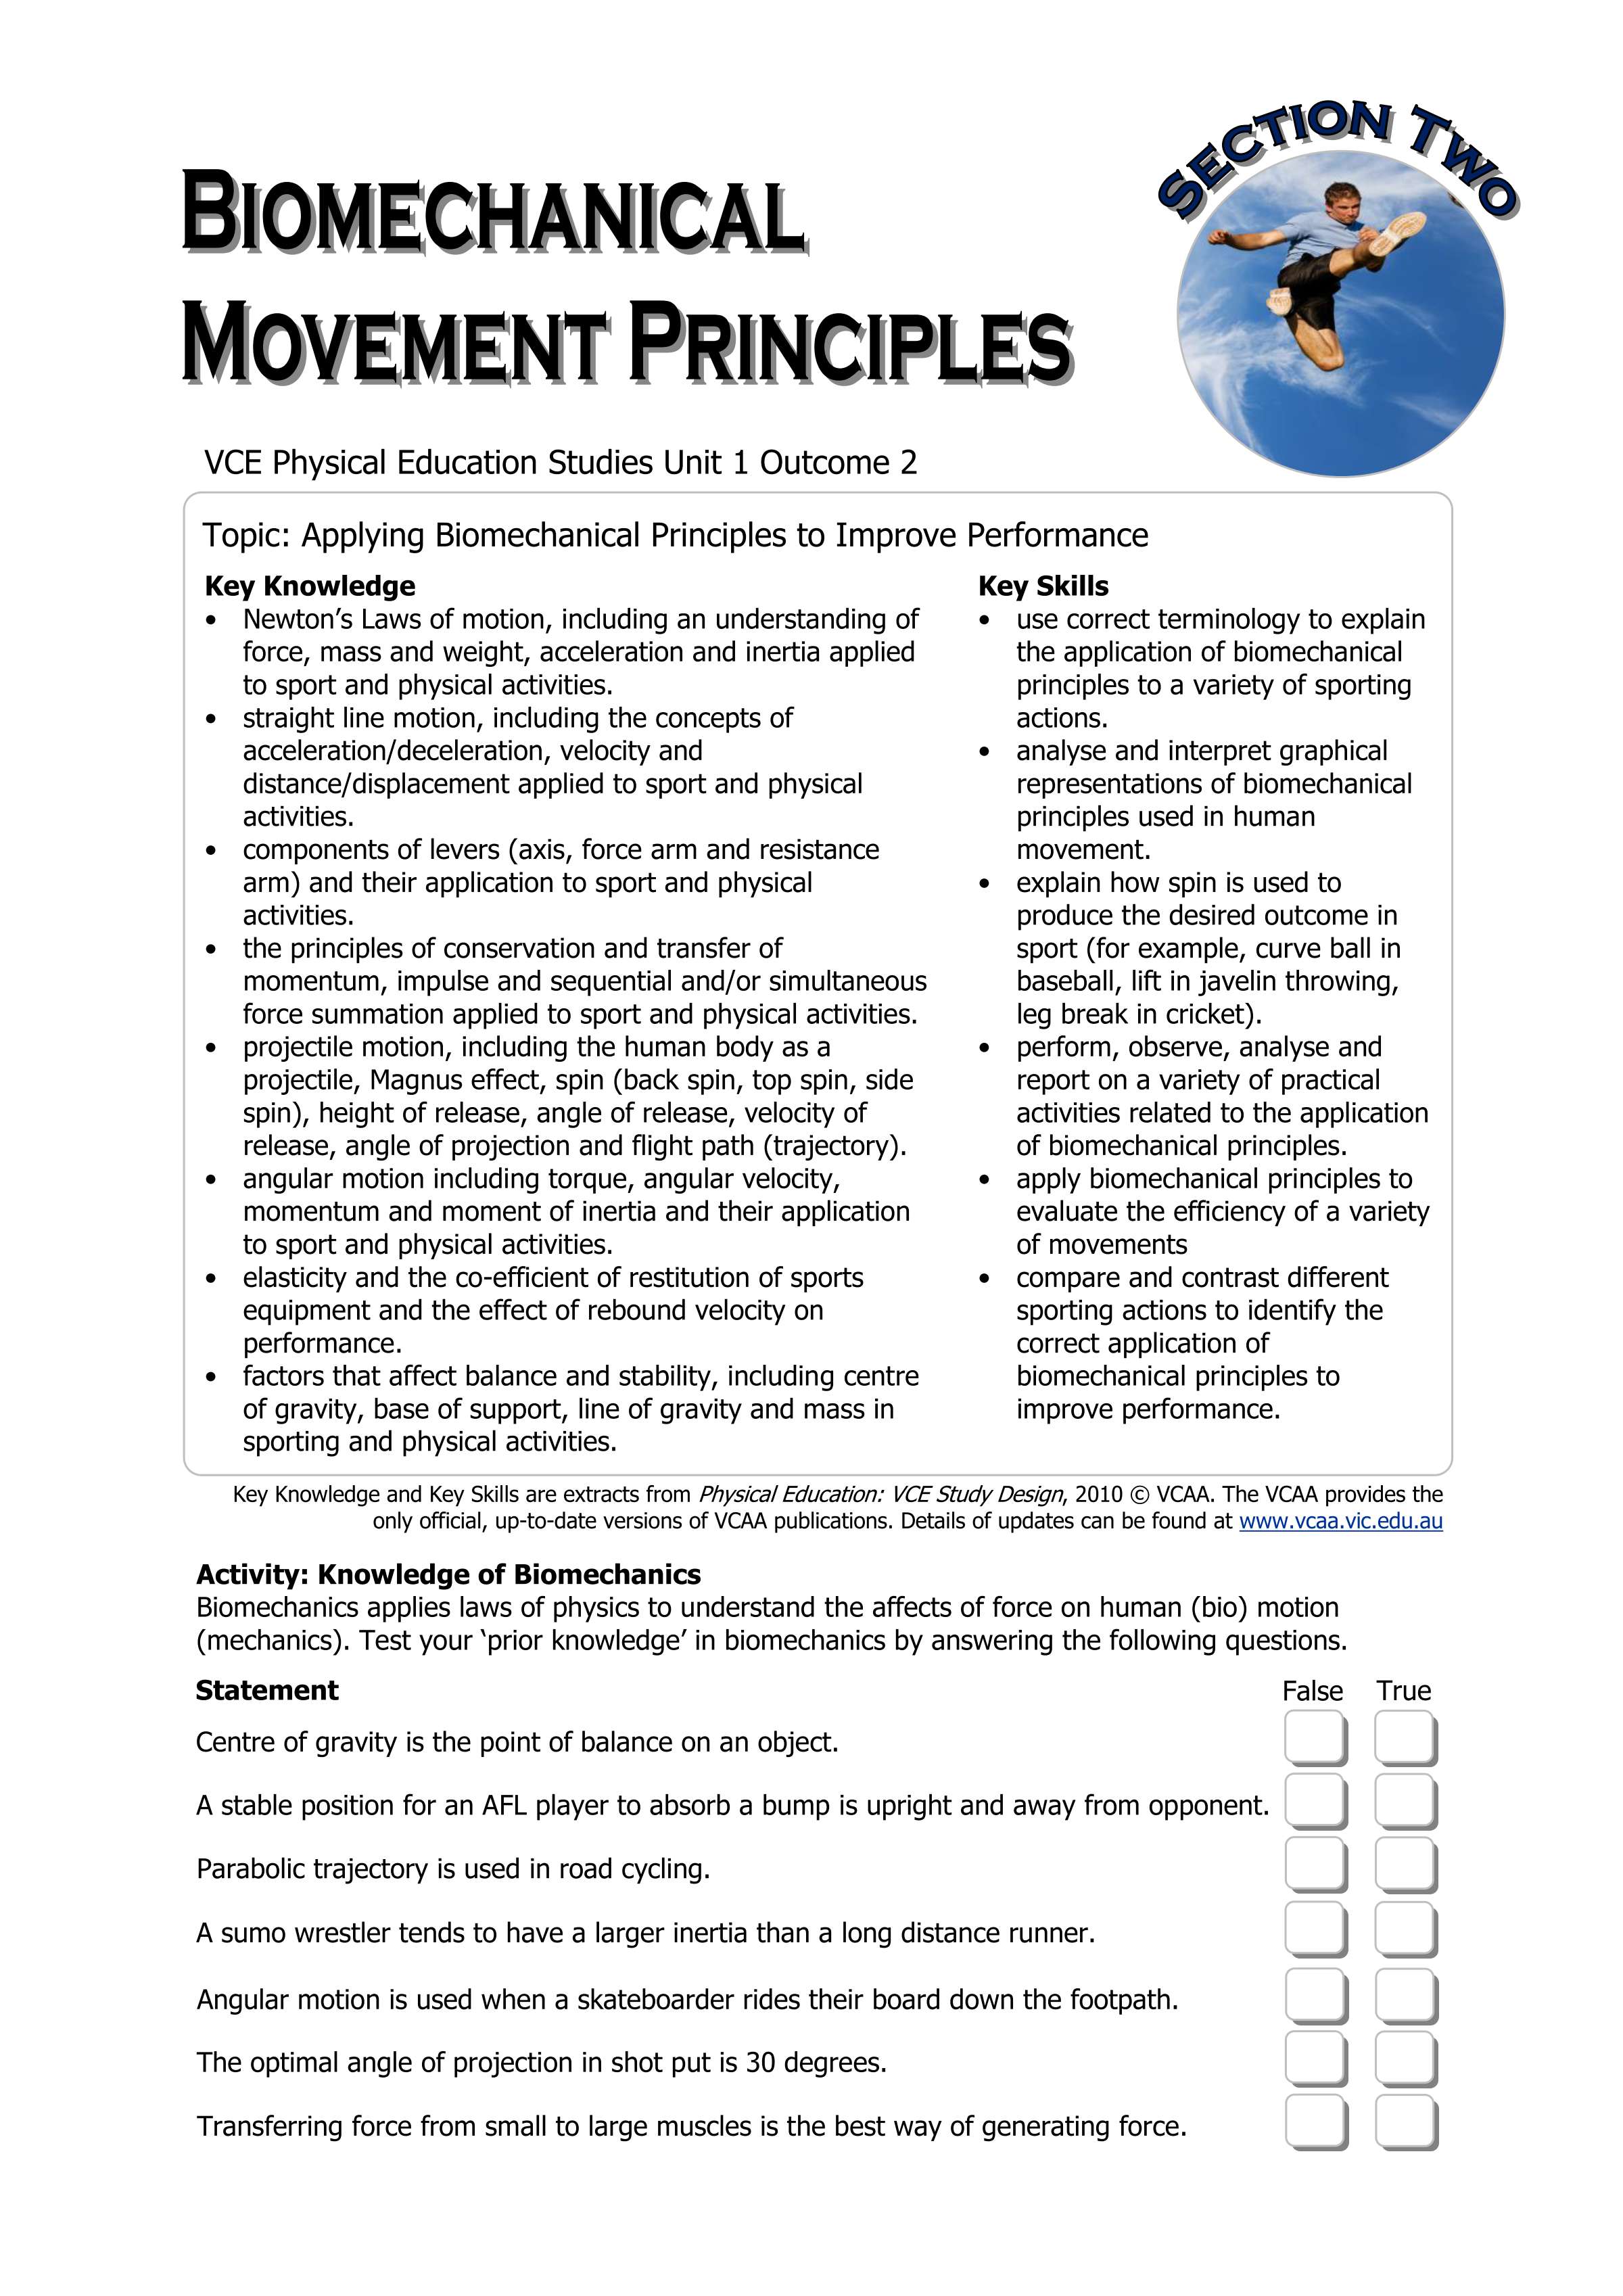 SECTION TWO
BIOMECHANICAL
MOVEMENT PRINCIPLES
VCE Physical Education Studies Unit 1 Outcome 2
Topic: Applying Biomechanical Principles to Improve Performance
Key Knowledge
• Newton’s Laws of motion, including an understanding of
force, mass and weight, acceleration and inertia applied
to sport and physical activities.
• straight line motion, including the concepts of
acceleration/deceleration, velocity and
distance/displacement applied to sport and physical
activities.
• components of levers (axis, force arm and resistance
arm) and their application to sport and physical
activities.
• the principles of conservation and transfer of
momentum, impulse and sequential and/or simultaneous
force summation applied to sport and physical activities.
• projectile motion, including the human body as a
projectile, Magnus effect, spin (back spin, top spin, side
spin), height of release, angle of release, velocity of
release, angle of projection and flight path (trajectory).
• angular motion including torque, angular velocity,
momentum and moment of inertia and their application
to sport and physical activities.
• elasticity and the co-efficient of restitution of sports
equipment and the effect of rebound velocity on
performance.
• factors that affect balance and stability, including centre
of gravity, base of support, line of gravity and mass in
sporting and physical activities.
Key Skills
• use correct terminology to explain
the application of biomechanical
principles to a variety of sporting
actions.
• analyse and interpret graphical
representations of biomechanical
principles used in human
movement.
• explain how spin is used to
produce the desired outcome in
sport (for example, curve ball in
baseball, lift in javelin throwing,
leg break in cricket).
• perform, observe, analyse and
report on a variety of practical
activities related to the application
of biomechanical principles.
• apply biomechanical principles to
evaluate the efficiency of a variety
of movements
• compare and contrast different
sporting actions to identify the
correct application of
biomechanical principles to
improve performance.
Key Knowledge and Key Skills are extracts from Physical Education: VCE Study Design, 2010 © VCAA. The VCAA provides the
only official, up-to-date versions of VCAA publications. Details of updates can be found at www.vcaa.vic.edu.au
Activity: Knowledge of Biomechanics
Biomechanics applies laws of physics to understand the affects of force on human (bio) motion
(mechanics). Test your ‘prior knowledge’ in biomechanics by answering the following questions.
Statement False True
Centre of gravity is the point of balance on an object.
A stable position for an AFL player to absorb a bump is upright and away from opponent.
Parabolic trajectory is used in road cycling.
A sumo wrestler tends to have a larger inertia than a long distance runner.
Angular motion is used when a skateboarder rides their board down the footpath.
The optimal angle of projection in shot put is 30 degrees.
Transferring force from small to large muscles is the best way of generating force.